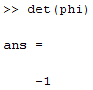 >> det(phi)
ans =
-1